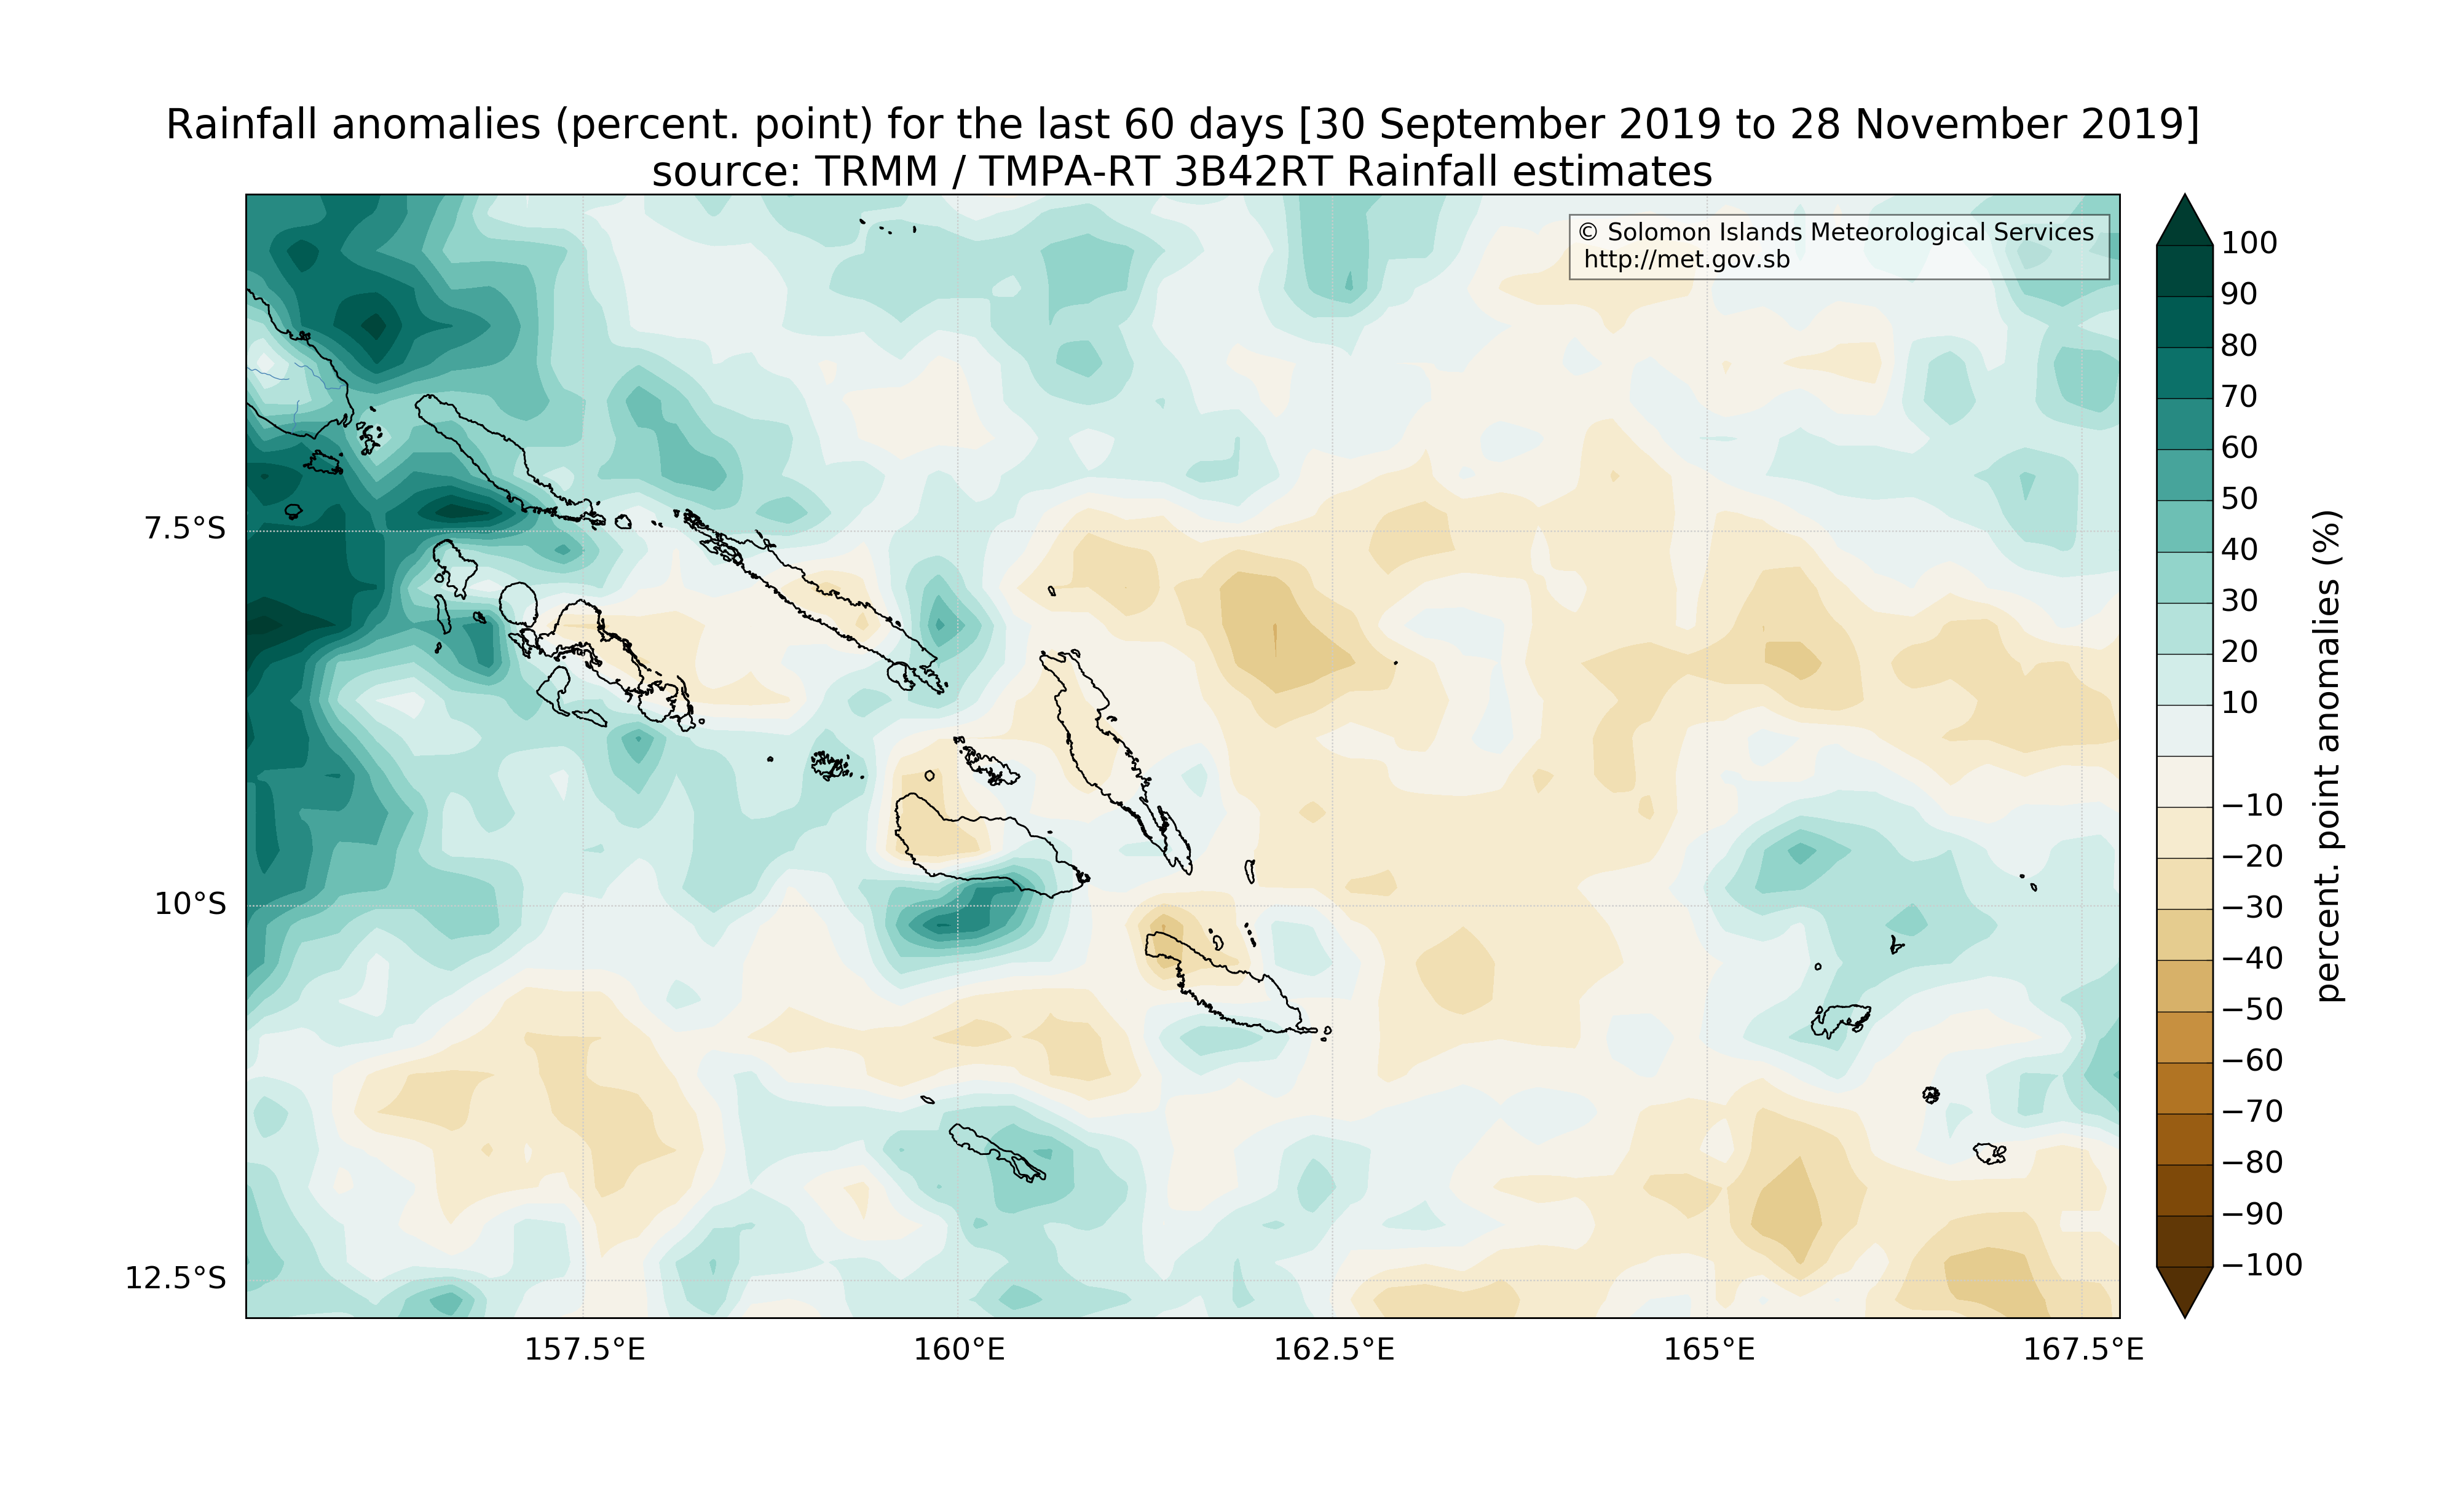 Rainfall anomalies (percent. point) for the last 60 days [30 September 2019 to 28 November 2019]
source: TRMM / TMPA-RT 3B42RT Rainfall estimates
© Solomon Islands Meteorological Services
http://met.gov.sb
7.5°S
10°S
12.5°S
157.5°E
160°E
162.5°E
165°E
167.5°E
100
90
80
70
60
50
40
30
20
10
−10
−20
−30
−40
−50
−60
−70
−80
−90
−100
percent. point anomalies (%)